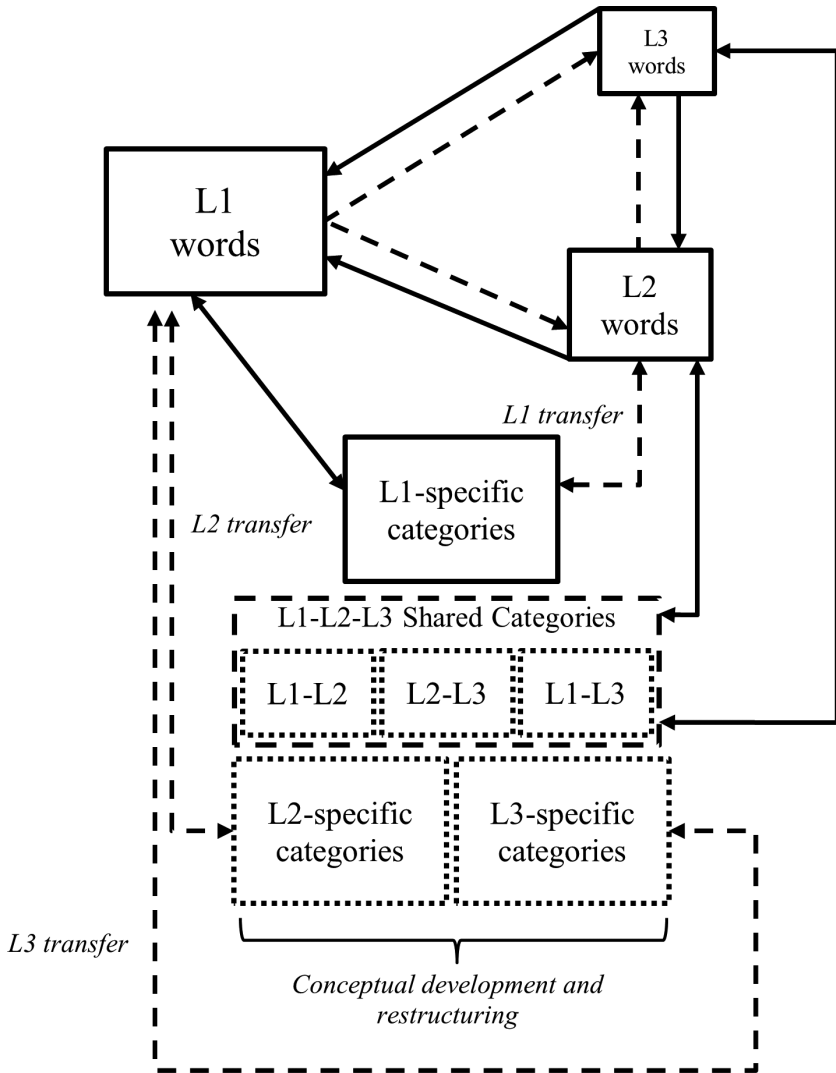 L3
words
L1
words
L2
words
L1 transfer
L1-specific
categories
L2 transfer
L1-L2-L3 Shared Categories
L1-L2
L2-L3
L1-L3
L2-specific
categories
L3-specific
categories
L3 transfer
Conceptual development and
restructuring